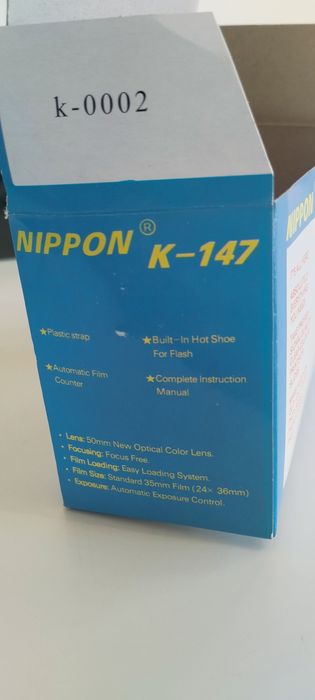 k-0002
NIPPON ® K-147
★Plastic strap
★Built-In Hot Shoe
For Flash
★Automatic Film
Counter
★Complete Instruction
Manual
• Lens: 50mm New Optical Color Lens.
• Focusing: Focus Free.
• Film Loading: Easy Loading System.
• Film Size: Standard 35mm Film (24× 36mm)
• Exposure: Automatic Exposure Control.
NIPPON